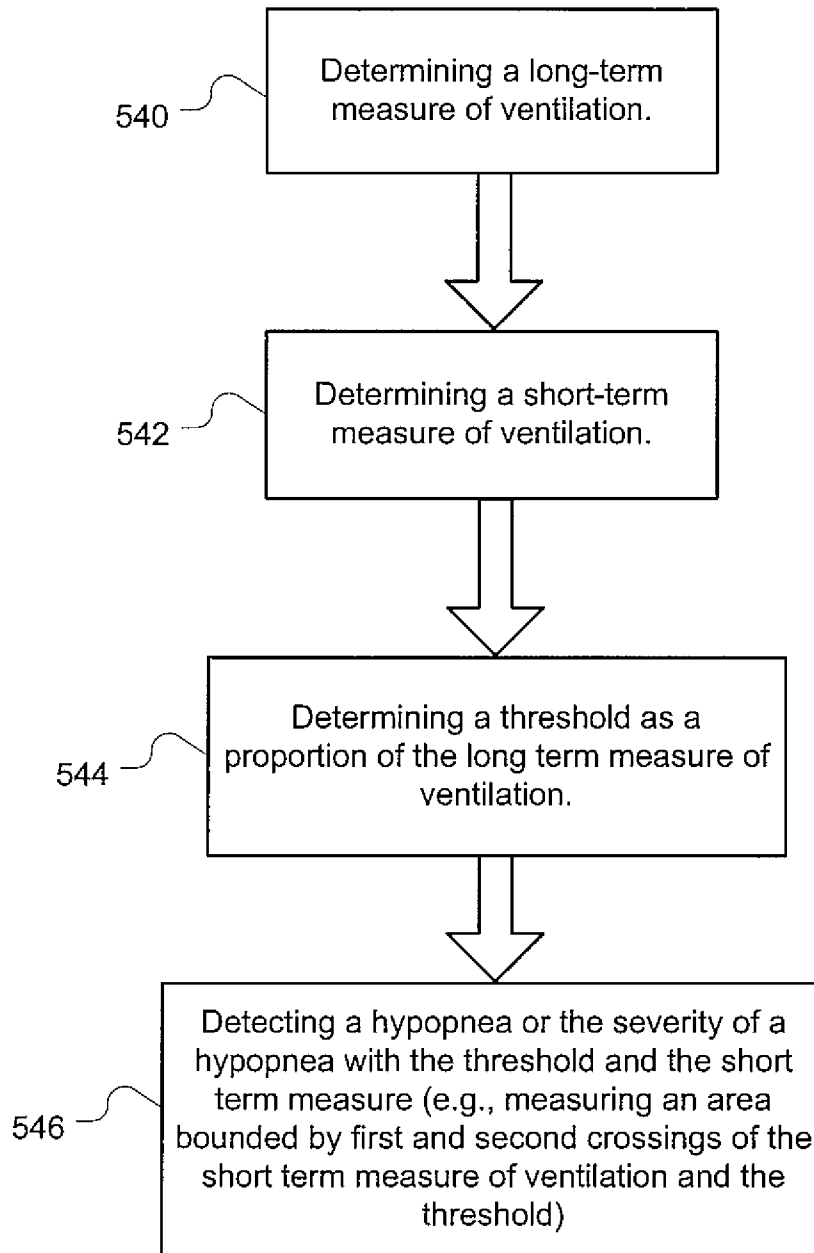 Determining a long-term
measure of ventilation.
540
Determining a short-term
measure of ventilation.
542
Determining a threshold as a
proportion of the long term measure of
ventilation.
544
Detecting a hypopnea or the severity of a
hypopnea with the threshold and the short
term measure (e.g., measuring an area
bounded by first and second crossings of the
short term measure of ventilation and the
threshold)
546